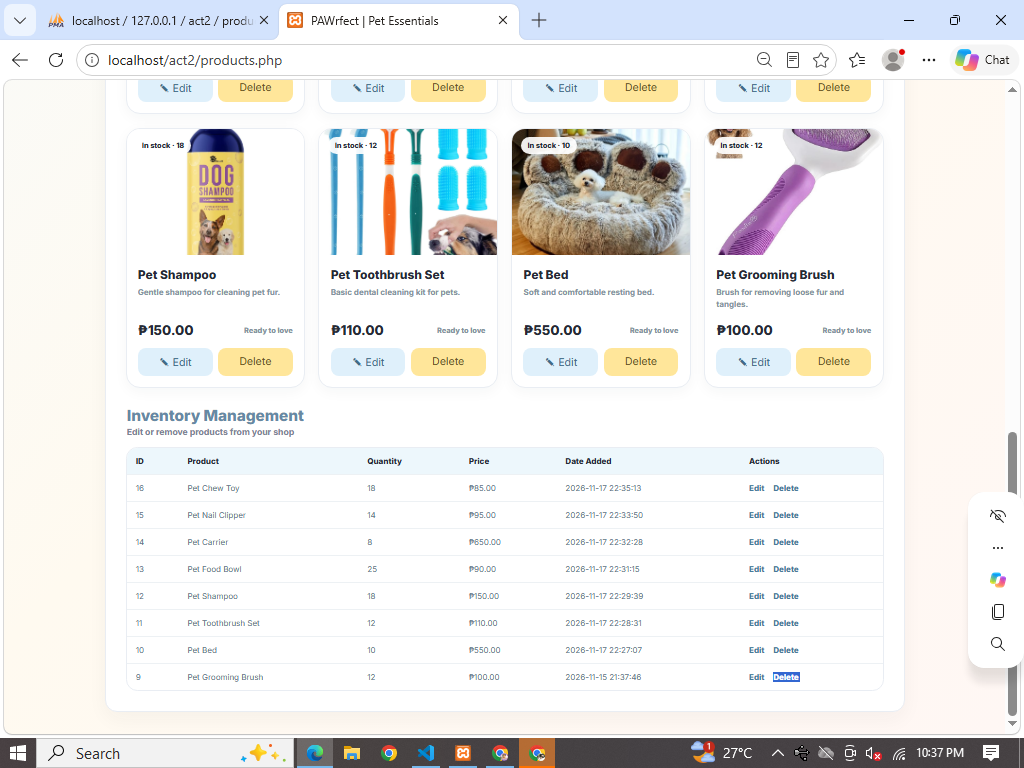 localhost / 127.0.0.1 / act2 / produ
PAWrfect | Pet Essentials
localhost/act2/products.php
Chat
Edit Delete Edit Delete Edit Delete Edit Delete
In stock · 18 In stock · 12 In stock · 10 In stock · 12
DOG
SHAMPOO
Pet Shampoo Pet Toothbrush Set Pet Bed Pet Grooming Brush
Gentle shampoo for cleaning pet fur. Basic dental cleaning kit for pets. Soft and comfortable resting bed. Brush for removing loose fur and
tangles.
₱150.00 Ready to love ₱110.00 Ready to love ₱550.00 Ready to love ₱100.00 Ready to love
Edit Delete Edit Delete Edit Delete Edit Delete
Inventory Management
Edit or remove products from your shop
ID Product Quantity Price Date Added Actions
16 Pet Chew Toy 18 ₱85.00 2026-11-17 22:35:13 Edit Delete
15 Pet Nail Clipper 14 ₱95.00 2026-11-17 22:33:50 Edit Delete
14 Pet Carrier 8 ₱650.00 2026-11-17 22:32:28 Edit Delete
13 Pet Food Bowl 25 ₱90.00 2026-11-17 22:31:15 Edit Delete
12 Pet Shampoo 18 ₱150.00 2026-11-17 22:29:39 Edit Delete
11 Pet Toothbrush Set 12 ₱110.00 2026-11-17 22:28:31 Edit Delete
10 Pet Bed 10 ₱550.00 2026-11-17 22:27:07 Edit Delete
9 Pet Grooming Brush 12 ₱100.00 2026-11-15 21:37:46 Edit Delete
Search
1
27°C
10:37 PM